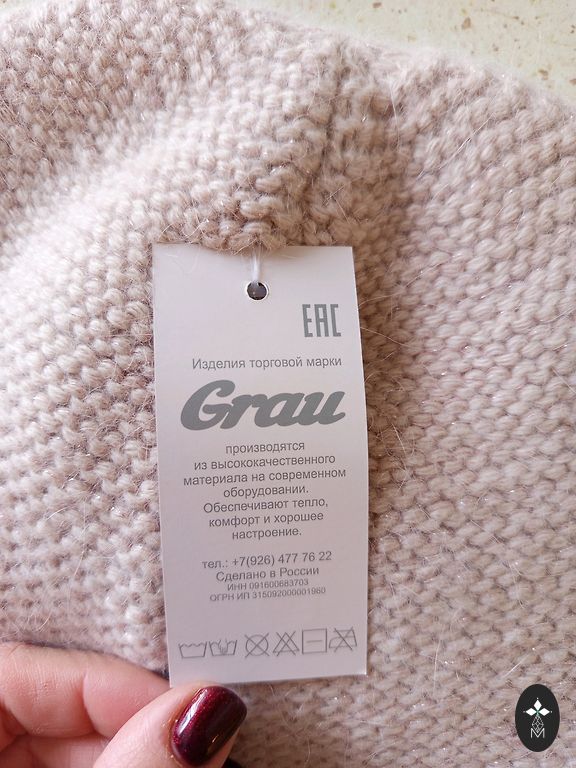 EAC
Изделия торговой марки
Grau
производятся
из высококачественного
материала на современном
оборудовании.
Обеспечивают тепло,
комфорт и хорошее
настроение.
тел.: +7(926) 477 76 22
Сделано в России
ИНН 091600683703
ОГРН ИП 315092000001960
M